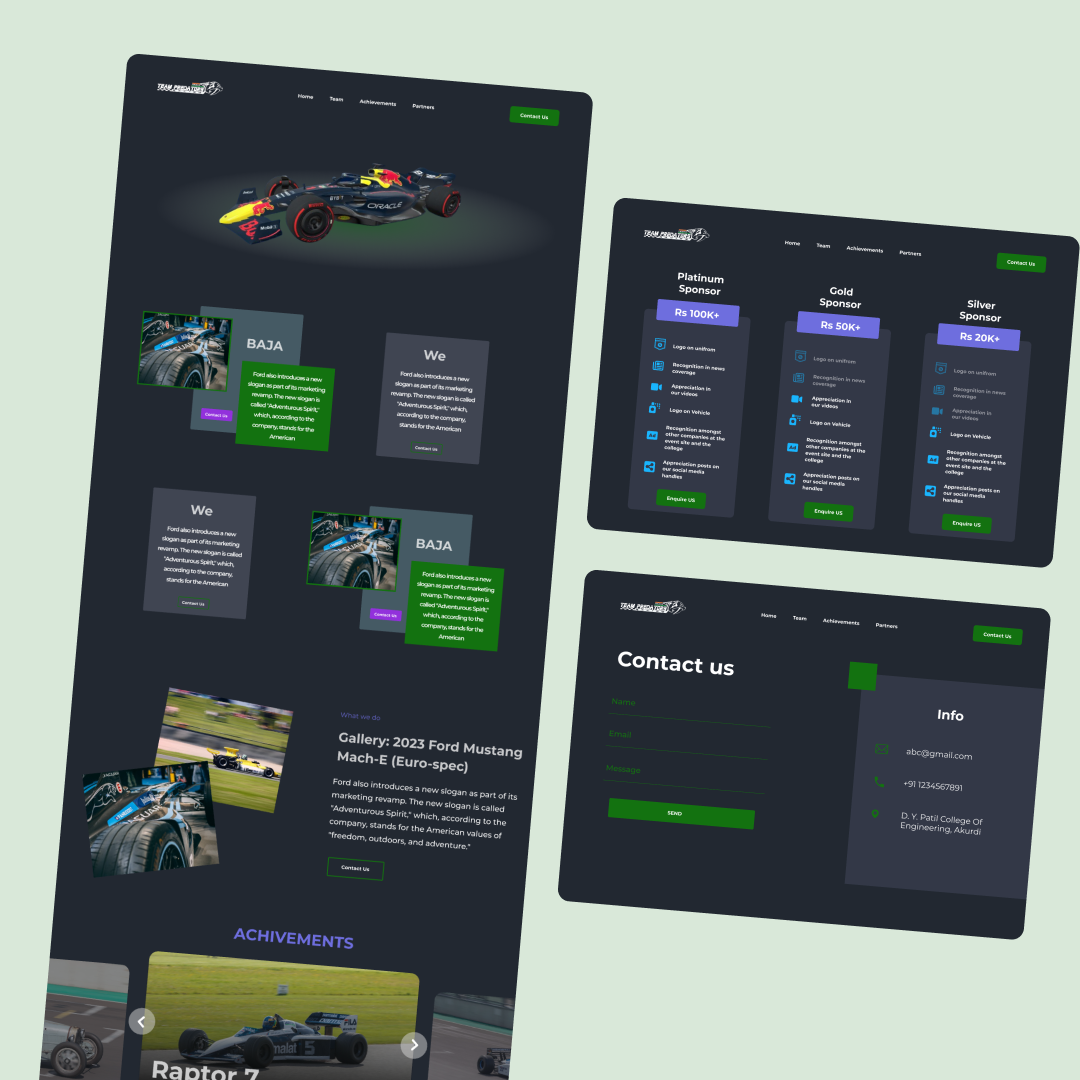 TEAM PREDATORS
Home
Team
Achievements
Partners
Contact Us
ORACLE
BAJA
Ford also introduces a new
slogan as part of its marketing
revamp. The new slogan is
called "Adventurous Spirit,"
which, according to the
company, stands for the
American
Contact Us
We
Ford also introduces a new
slogan as part of its marketing
revamp. The new slogan is called
"Adventurous Spirit," which,
according to the company,
stands for the American
Contact Us
We
Ford also introduces a new
slogan as part of its marketing
revamp. The new slogan is called
"Adventurous Spirit," which,
according to the company,
stands for the American
Contact Us
BAJA
Ford also introduces a new
slogan as part of its marketing
revamp. The new slogan is
called "Adventurous Spirit,"
which, according to the
company, stands for the
American
Contact Us
What we do
Gallery: 2023 Ford Mustang
Mach-E (Euro-spec)
Ford also introduces a new slogan as part of its
marketing revamp. The new slogan is called
"Adventurous Spirit," which, according to the
company, stands for the American values of
"freedom, outdoors, and adventure."
Contact Us
ACHIVEMENTS
5
Raptor 7
TEAM PREDATORS
Home
Team
Achievements
Partners
Contact Us
Platinum
Sponsor
Rs 100K+
Logo on unifrom
Recognition in news
coverage
Appreciation in
our videos
Logo on Vehicle
Recognition amongst
other companies at the
event site and the
college
Appreciation posts on
our social media
handles
Enquire US
Gold
Sponsor
Rs 50K+
Logo on unifrom
Recognition in news
coverage
Appreciation in
our videos
Logo on Vehicle
Recognition amongst
other companies at the
event site and the
college
Appreciation posts on
our social media
handles
Enquire US
Silver
Sponsor
Rs 20K+
Logo on unifrom
Recognition in news
coverage
Appreciation in
our videos
Logo on Vehicle
Recognition amongst
other companies at the
event site and the
college
Appreciation posts on
our social media
handles
Enquire US
TEAM PREDATORS
Home
Team
Achievements
Partners
Contact Us
Contact us
Name
Email
Message
SEND
Info
abc@gmail.com
+91 1234567891
D. Y. Patil College Of
Engineering, Akurdi